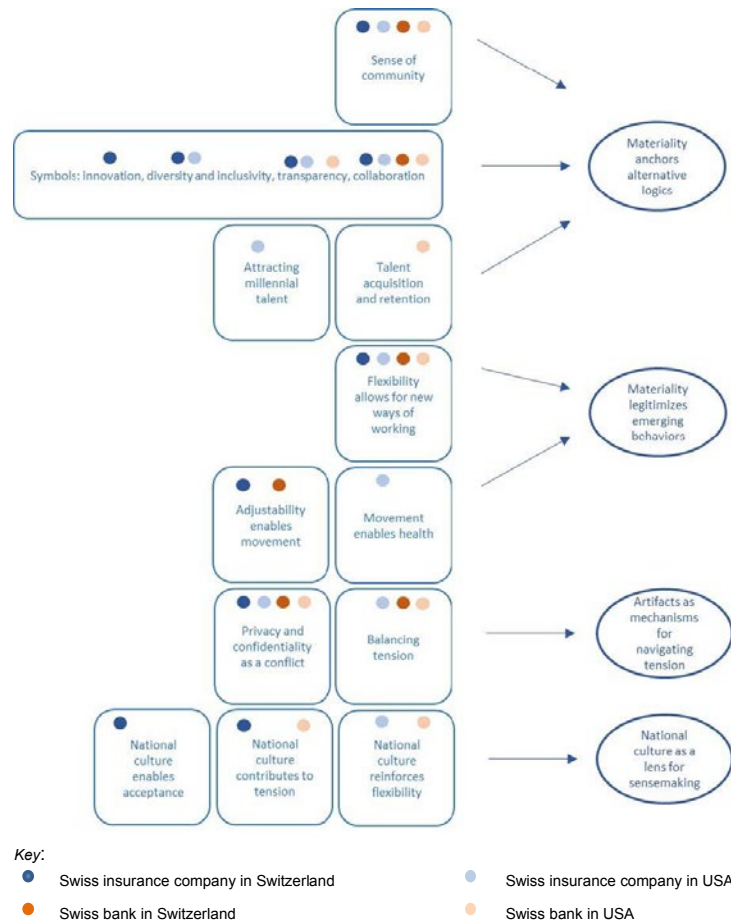 Sense of
community
Symbols: innovation, diversity and inclusivity, transparency, collaboration
Materiality
anchors
alternative
logics
Attracting
millennial
talent
Talent
acquisition
and retention
Flexibility
allows for new
ways of
working
Materiality
legitimizes
emerging
behaviors
Adjustability
enables
movement
Movement
enables health
Privacy and
confidentiality
as a conflict
Balancing
tension
Artifacts as
mechanisms
for
navigating
tension
National
culture
enables
acceptance
National
culture
contributes to
tension
National
culture
reinforces
flexibility
National
culture as a
lens for
sensemaking
Key:
Swiss insurance company in Switzerland
Swiss insurance company in USA
Swiss bank in Switzerland
Swiss bank in USA